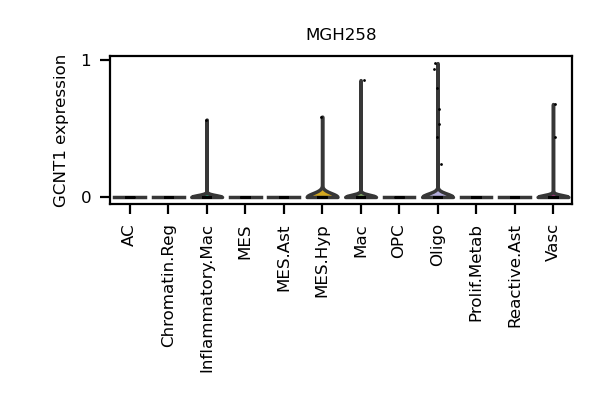 MGH258
GCNT1 expression
1
0
AC
Chromatin.Reg
Inflammatory.Mac
MES
MES.Ast
MES.Hyp
Mac
OPC
Oligo
Prolif.Metab
Reactive.Ast
Vasc